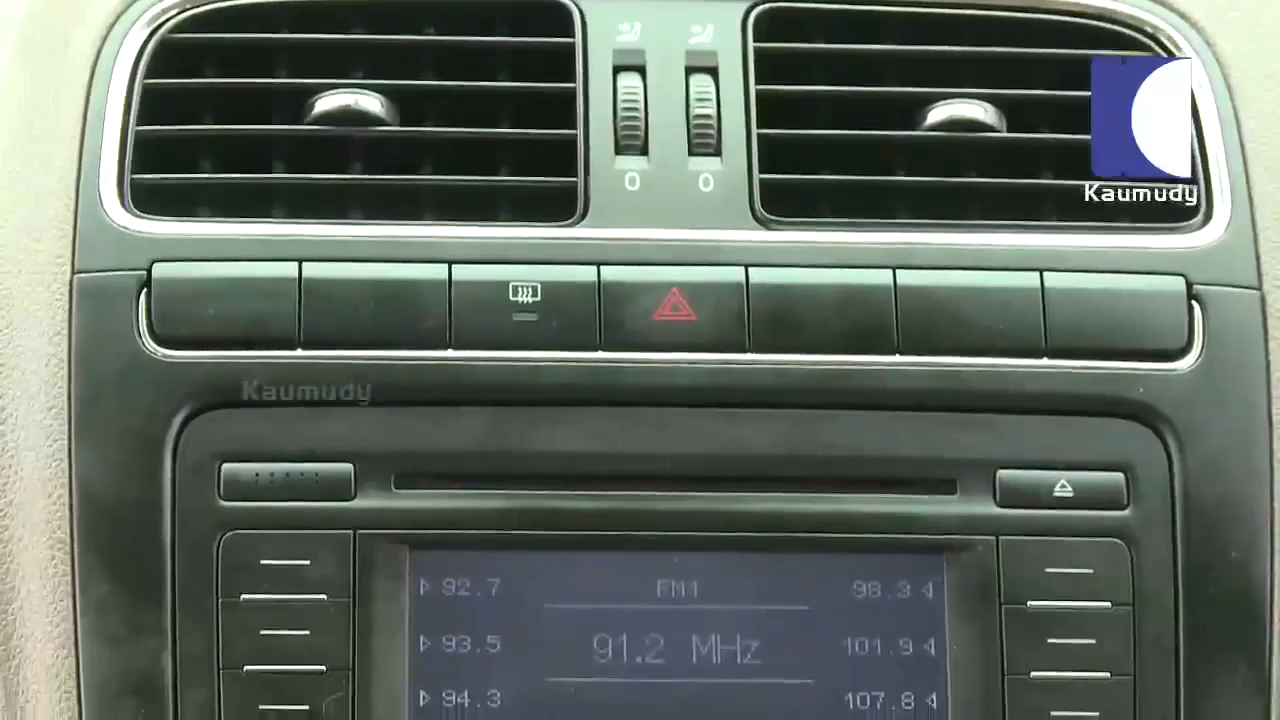 0 0
Kaumudy
Kaumudy
92.7 FM1 98.3
93.5 91.2 MHz 101.9
94.3 107.8